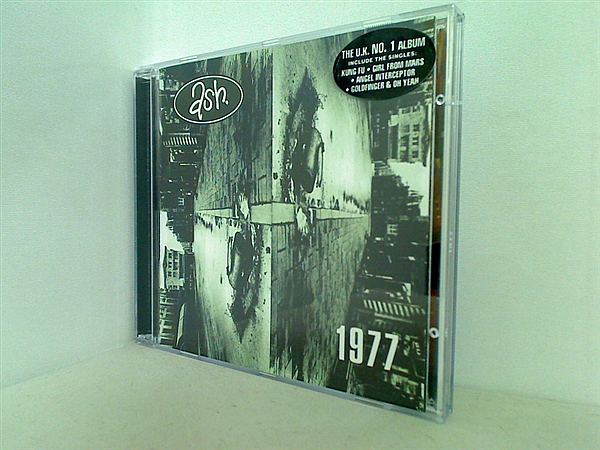 ash.
THE U.K. NO. 1 ALBUM
INCLUDE THE SINGLES:
KUNG FU • GIRL FROM MARS
• ANGEL INTERCEPTOR
• GOLDFINGER & OH YEAH
1977